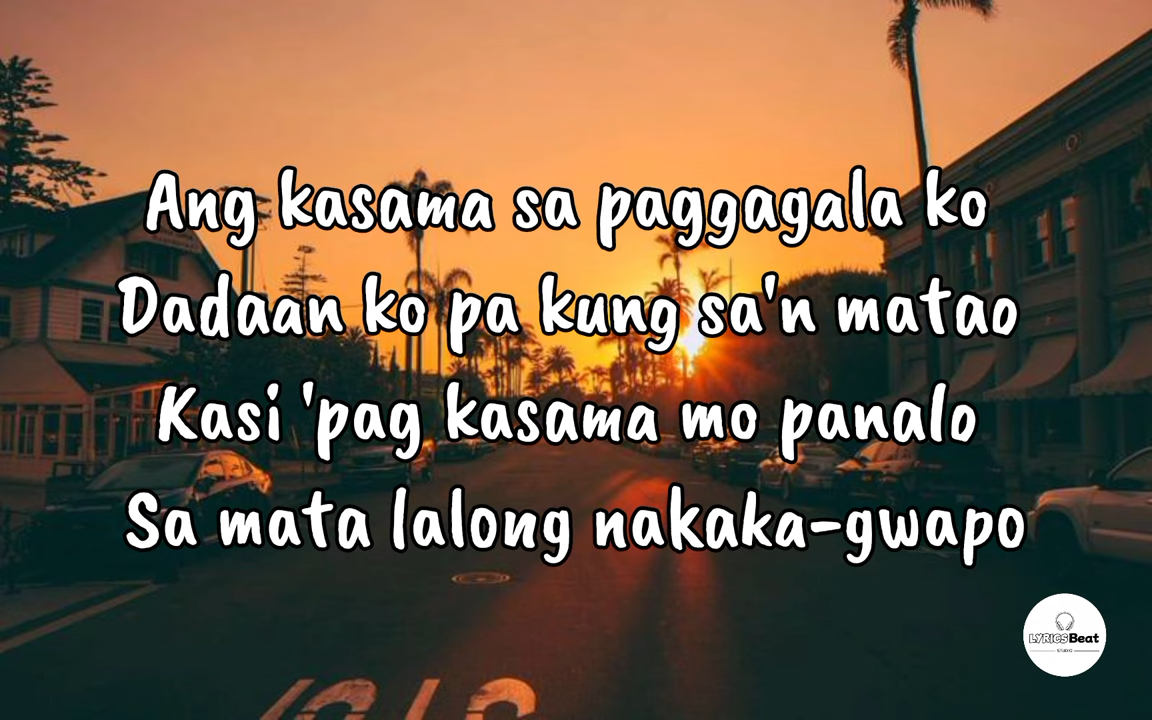 Ang kasama sa paggagala ko
Dadaan ko pa kung sa'n matao
Kasi 'pag kasama mo panalo
Sa mata lalong nakaka-gwapo
LYRICSBeat
STUDIO